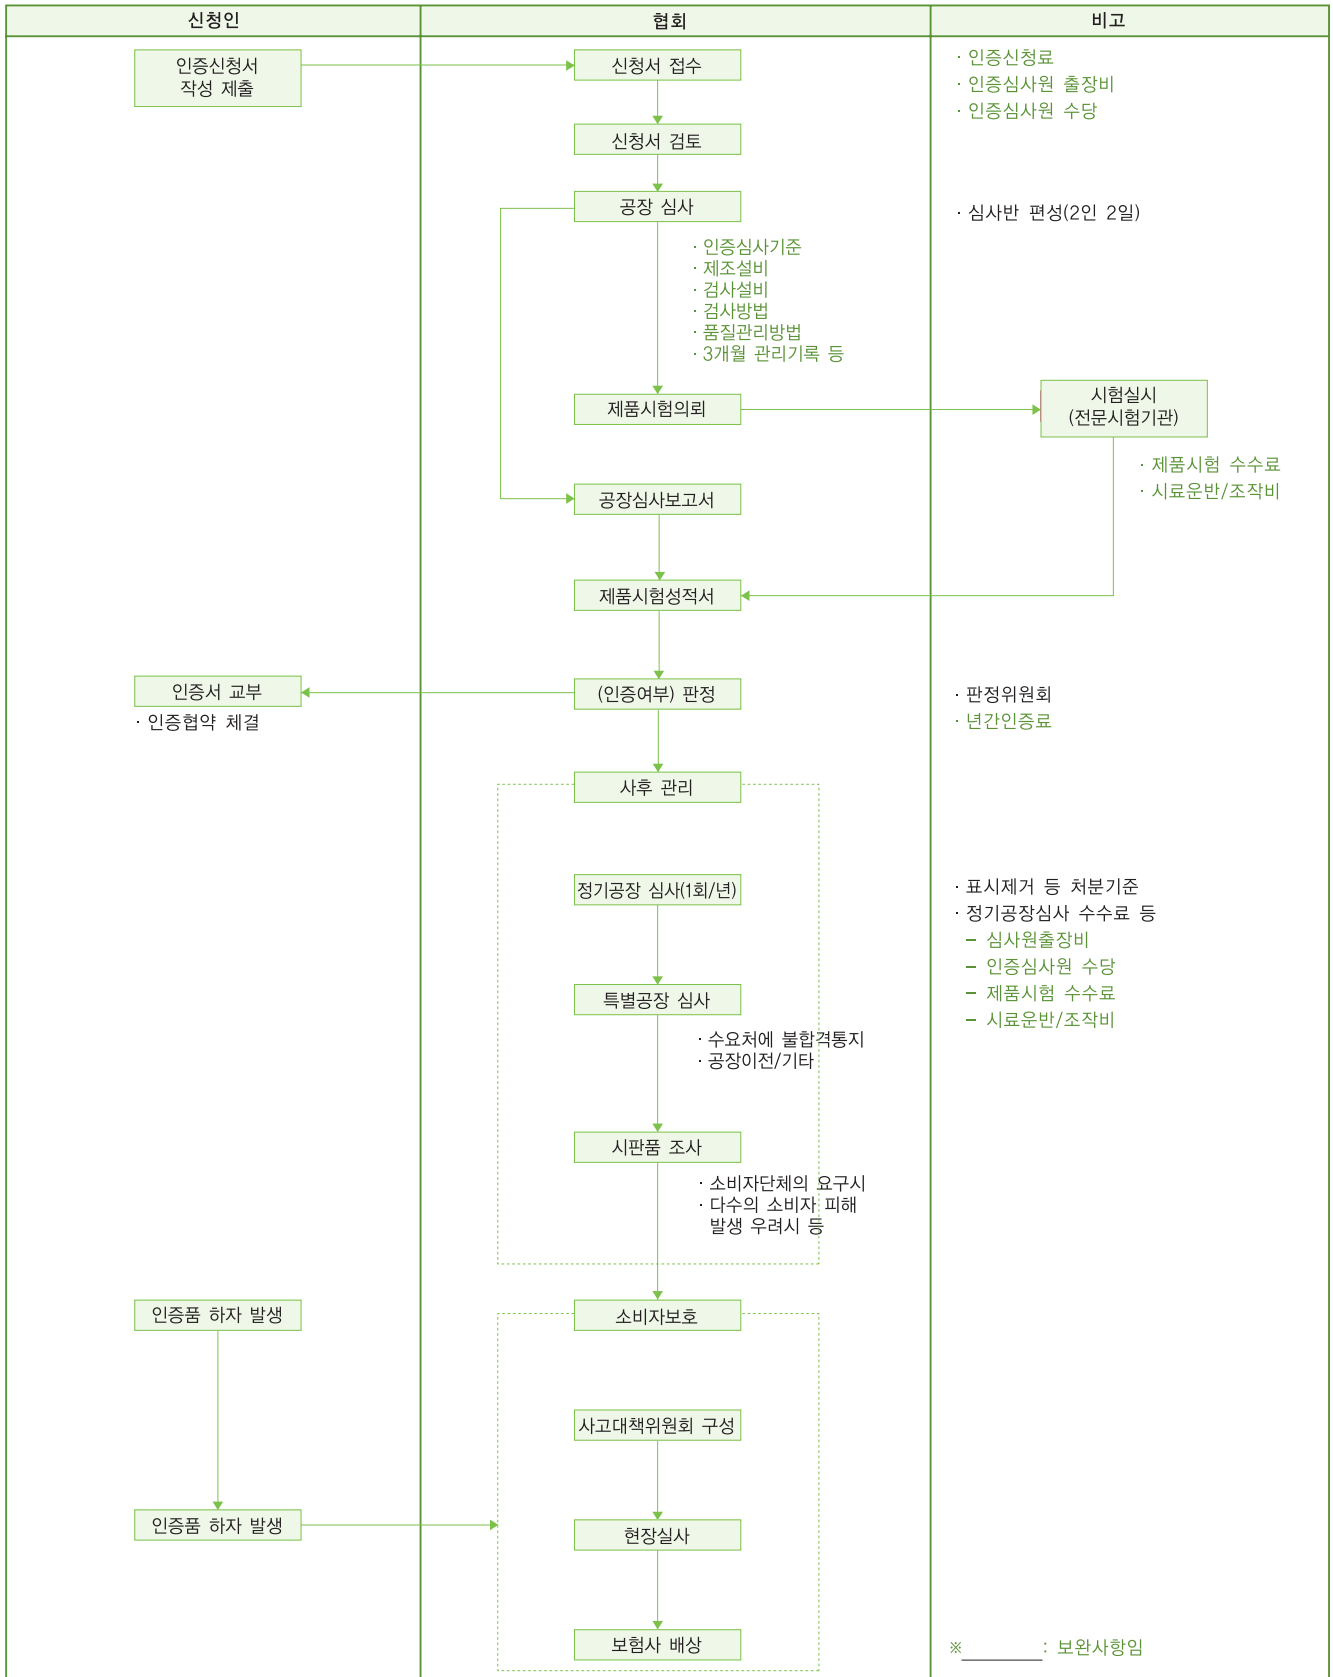 신청인
협회
비고
인증신청서
작성 제출
신청서 접수
· 인증신청료
· 인증심사원 출장비
· 인증심사원 수당
신청서 검토
공장 심사
· 심사반 편성(2인 2일)
· 인증심사기준
· 제조설비
· 검사설비
· 검사방법
· 품질관리방법
· 3개월 관리기록 등
제품시험의뢰
시험실시
(전문시험기관)
· 제품시험 수수료
· 시료운반/조작비
공장심사보고서
제품시험성적서
인증서 교부
· 인증협약 체결
(인증여부) 판정
· 판정위원회
· 년간인증료
사후 관리
정기공장 심사(1회/년)
· 표시제거 등 처분기준
· 정기공장심사 수수료 등
– 심사원출장비
– 인증심사원 수당
– 제품시험 수수료
– 시료운반/조작비
특별공장 심사
· 수요처에 불합격통지
· 공장이전/기타
시판품 조사
· 소비자단체의 요구시
· 다수의 소비자 피해
발생 우려시 등
인증품 하자 발생
소비자보호
사고대책위원회 구성
인증품 하자 발생
현장실사
보험사 배상
※________: 보완사항임